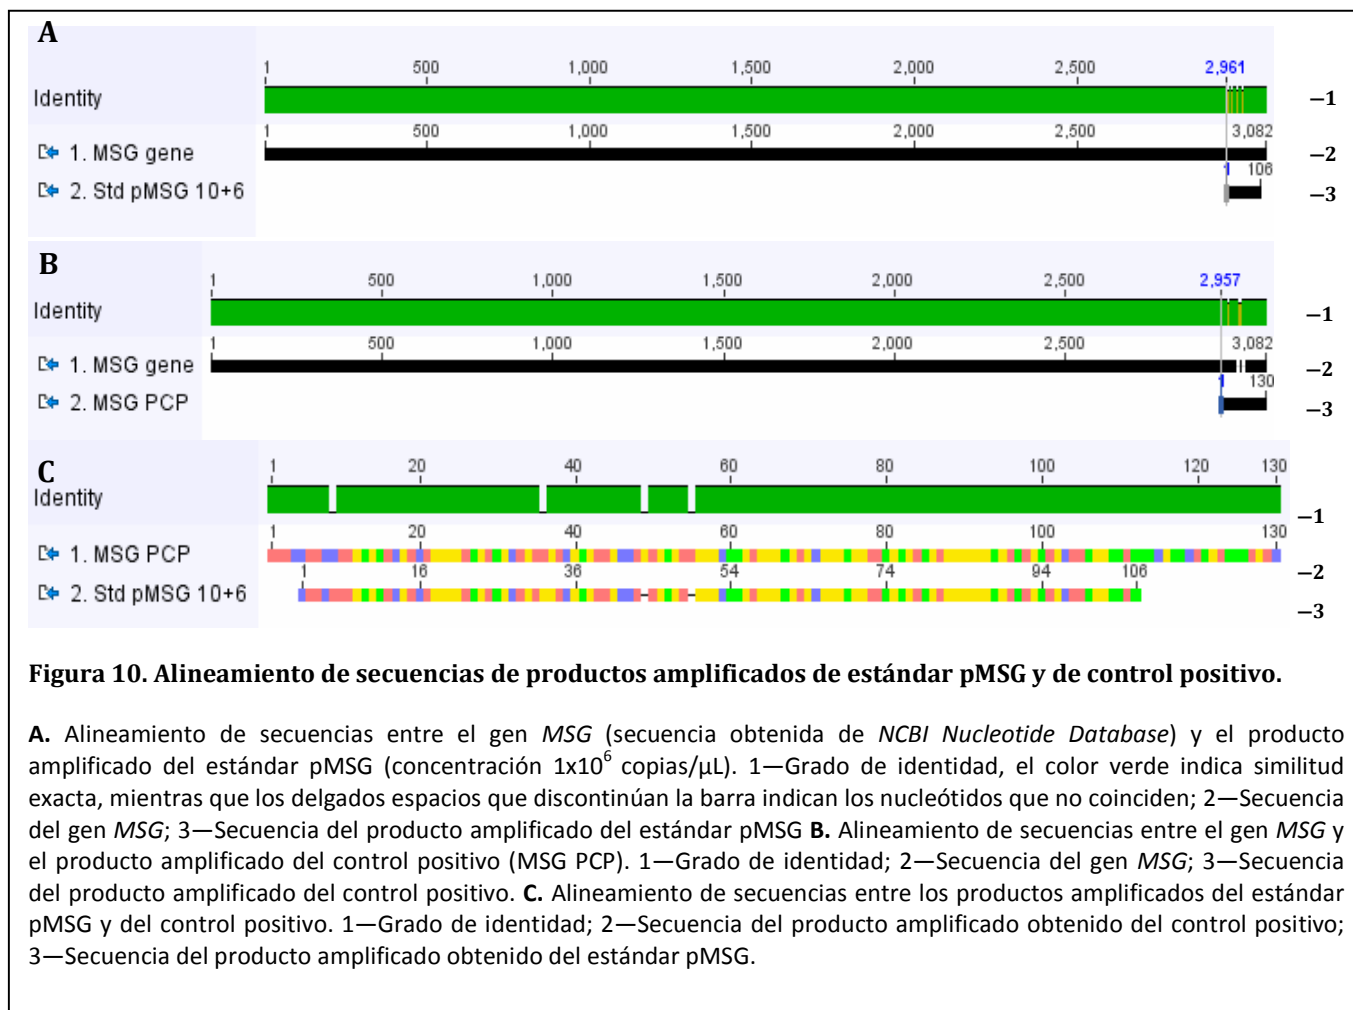 A
1 500 1,000 1,500 2,000 2,500 2,961
Identity −1
1 500 1,000 1,500 2,000 2,500 3,082
1. MSG gene −2
1 106
2. Std pMSG 10+6 −3
B
1 500 1,000 1,500 2,000 2,500 2,957
Identity −1
1 500 1,000 1,500 2,000 2,500 3,082
1. MSG gene −2
1 130
2. MSG PCP −3
C
1 20 40 60 80 100 120 130
Identity −1
1 20 40 60 80 100 130
1. MSG PCP −2
1 16 36 54 74 94 106
2. Std pMSG 10+6 −3
Figura 10. Alineamiento de secuencias de productos amplificados de estándar pMSG y de control positivo.
A. Alineamiento de secuencias entre el gen MSG (secuencia obtenida de NCBI Nucleotide Database) y el producto
amplificado del estándar pMSG (concentración 1x10⁶ copias/µL). 1—Grado de identidad, el color verde indica similitud
exacta, mientras que los delgados espacios que discontinúan la barra indican los nucleótidos que no coinciden; 2—Secuencia
del gen MSG; 3—Secuencia del producto amplificado del estándar pMSG B. Alineamiento de secuencias entre el gen MSG y
el producto amplificado del control positivo (MSG PCP). 1—Grado de identidad; 2—Secuencia del gen MSG; 3—Secuencia
del producto amplificado del control positivo. C. Alineamiento de secuencias entre los productos amplificados del estándar
pMSG y del control positivo. 1—Grado de identidad; 2—Secuencia del producto amplificado obtenido del control positivo;
3—Secuencia del producto amplificado obtenido del estándar pMSG.